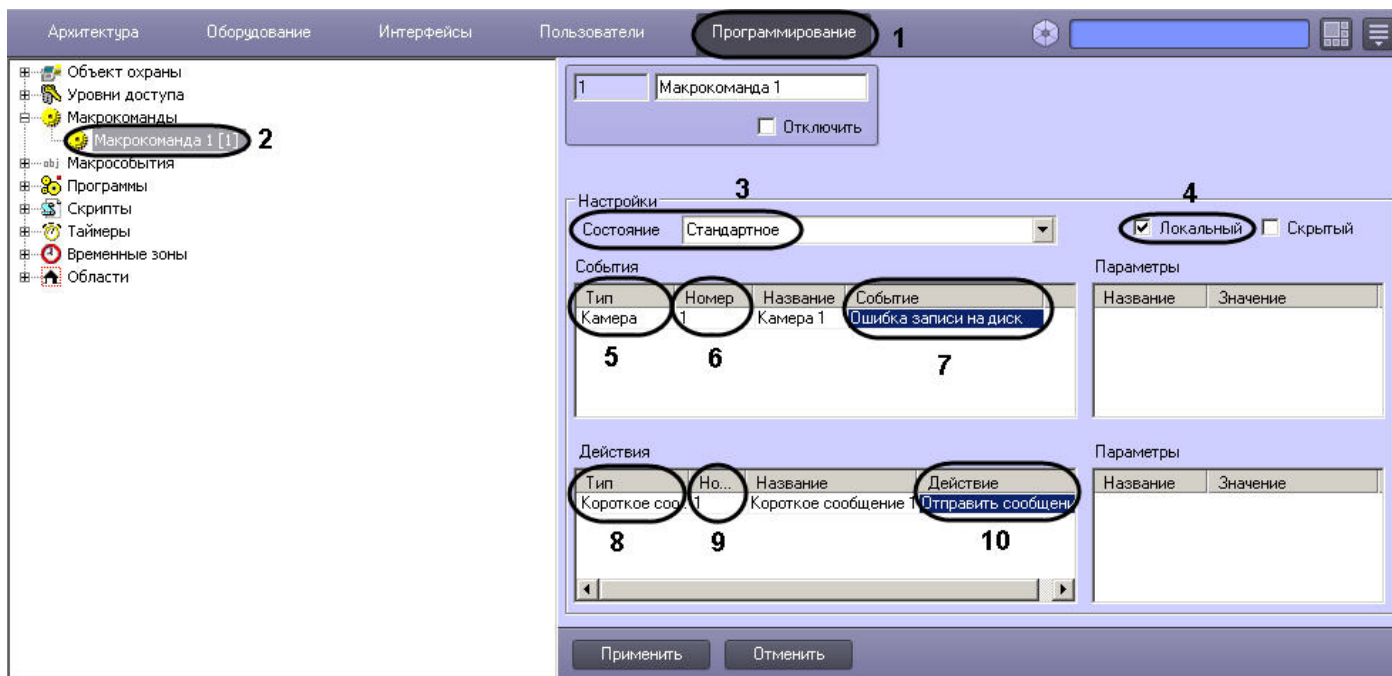 Архитектура Оборудование Интерфейсы Пользователи Программирование 1
Объект охраны
Уровни доступа
Макрокоманды
Макрокоманда 1 [1] 2
obj Макрособытия
Программы
Скрипты
Таймеры
Временные зоны
Области
1 Макрокоманда 1
Отключить
3
4
Настройки
Состояние Стандартное Локальный Скрытый
События Параметры
Тип Номер Название Событие Название Значение
Камера 1 Камера 1 Ошибка записи на диск
5 6 7
Действия Параметры
Тип Но... Название Действие Название Значение
Короткое соо... 1 Короткое сообщение 1 Отправить сообщени
8 9 10
Применить Отменить